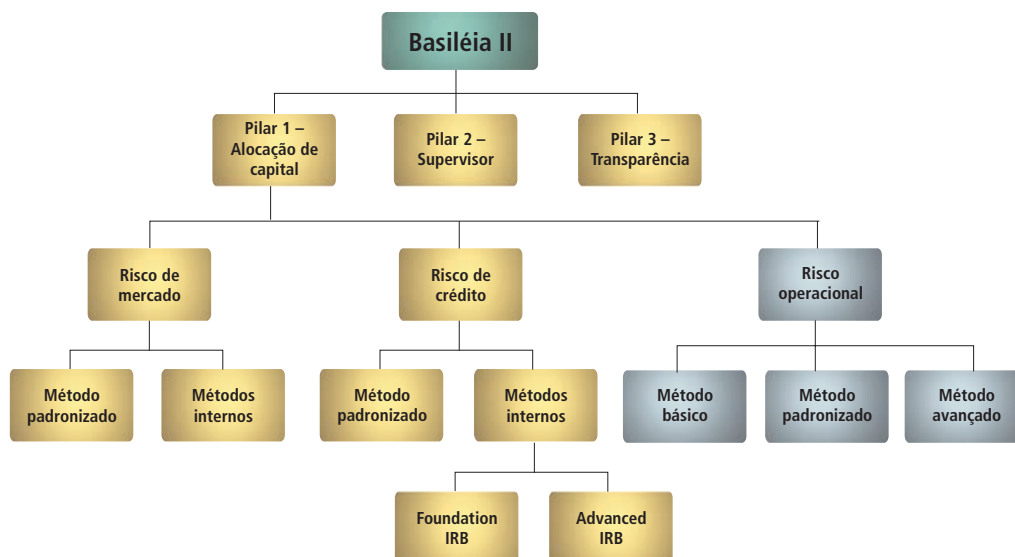 Basiléia II
Pilar 1 –
Alocação de
capital
Pilar 2 –
Supervisor
Pilar 3 –
Transparência
Risco de
mercado
Risco de
crédito
Risco
operacional
Método
padronizado
Métodos
internos
Método
padronizado
Métodos
internos
Método
básico
Método
padronizado
Método
avançado
Foundation
IRB
Advanced
IRB